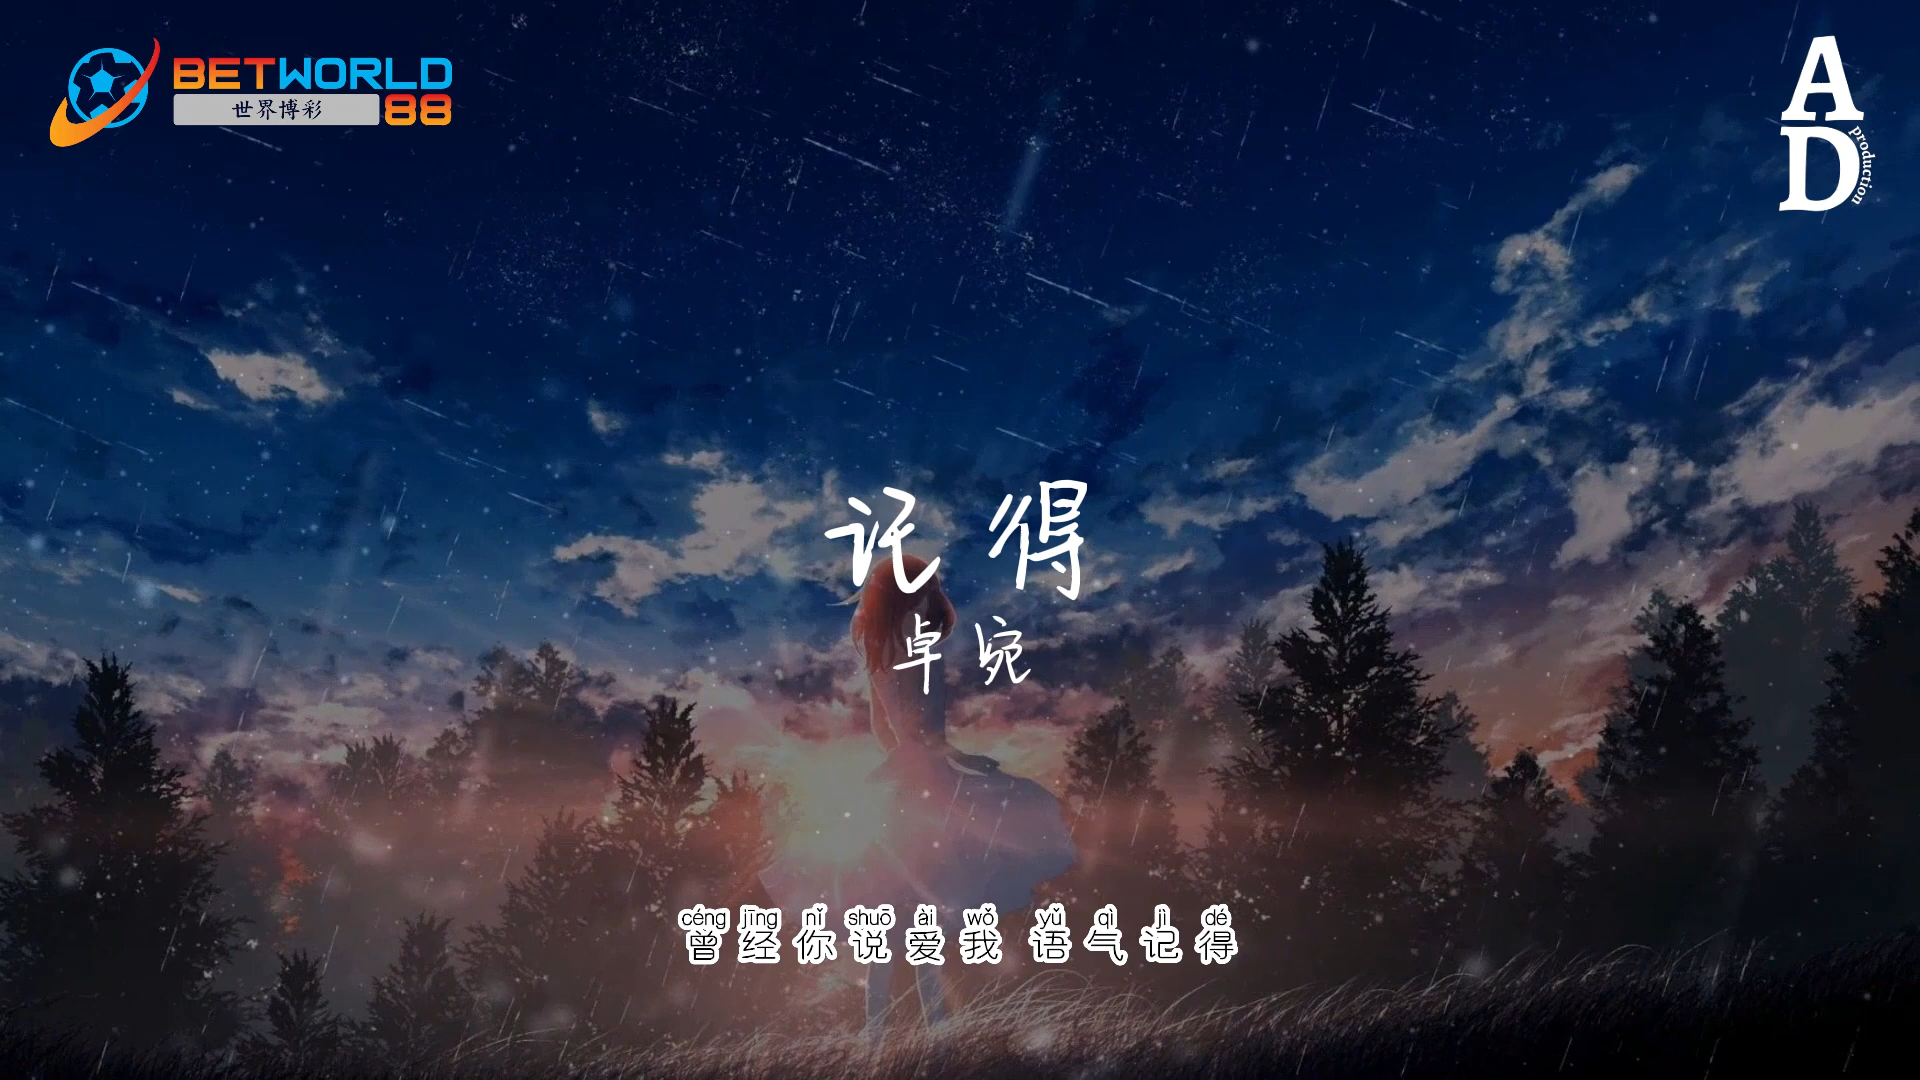 BETWORLD
世界博彩 88
AD
production
记得
卓宛
céng jīng nǐ shuō ài wǒ yǔ qì jì dé
曾经你说爱我 语气记得